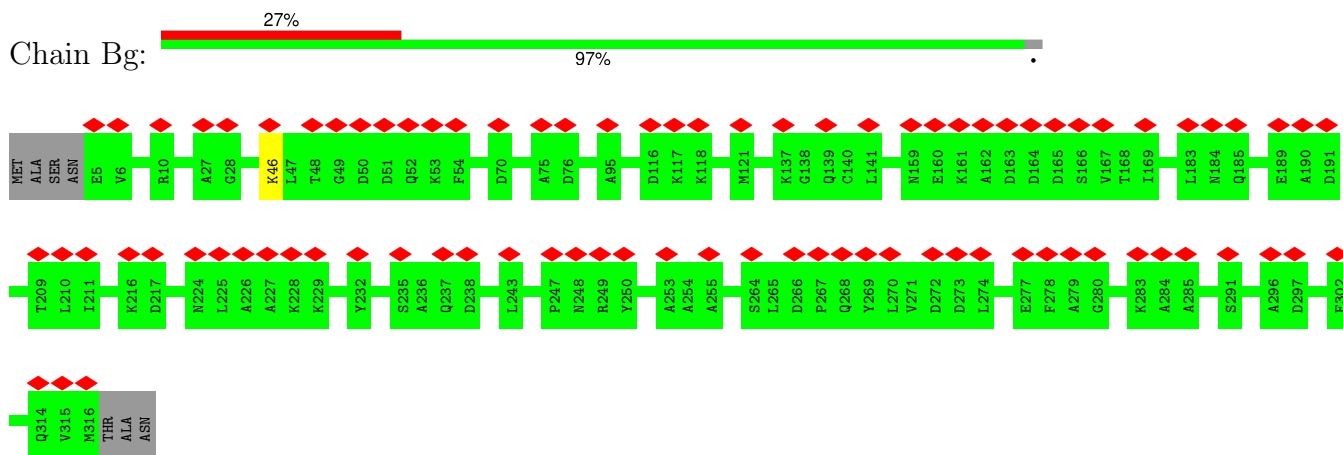 27%
Chain Bg:
97%
.
MET ALA SER ASN E5 V6 R10 A27 G28 K46 L47 T48 G49 D50 D51 Q52 K53 F54 D70 A75 D76 A95 D116 K117 K118 M121 K137 G138 Q139 C140 L141 N159 E160 K161 A162 D163 D164 D165 S166 V167 T168 I169 L183 N184 Q185 E189 A190 D191
T209 L210 I211 K216 D217 N224 L225 A226 A227 K228 K229 Y232 S235 A236 Q237 D238 L243 P247 N248 R249 Y250 A253 A254 A255 S264 L265 D266 P267 Q268 Y269 L270 V271 D272 D273 L274 E277 F278 A279 G280 K283 A284 A285 S291 A296 D297
Q314 V315 M316 THR ALA ASN